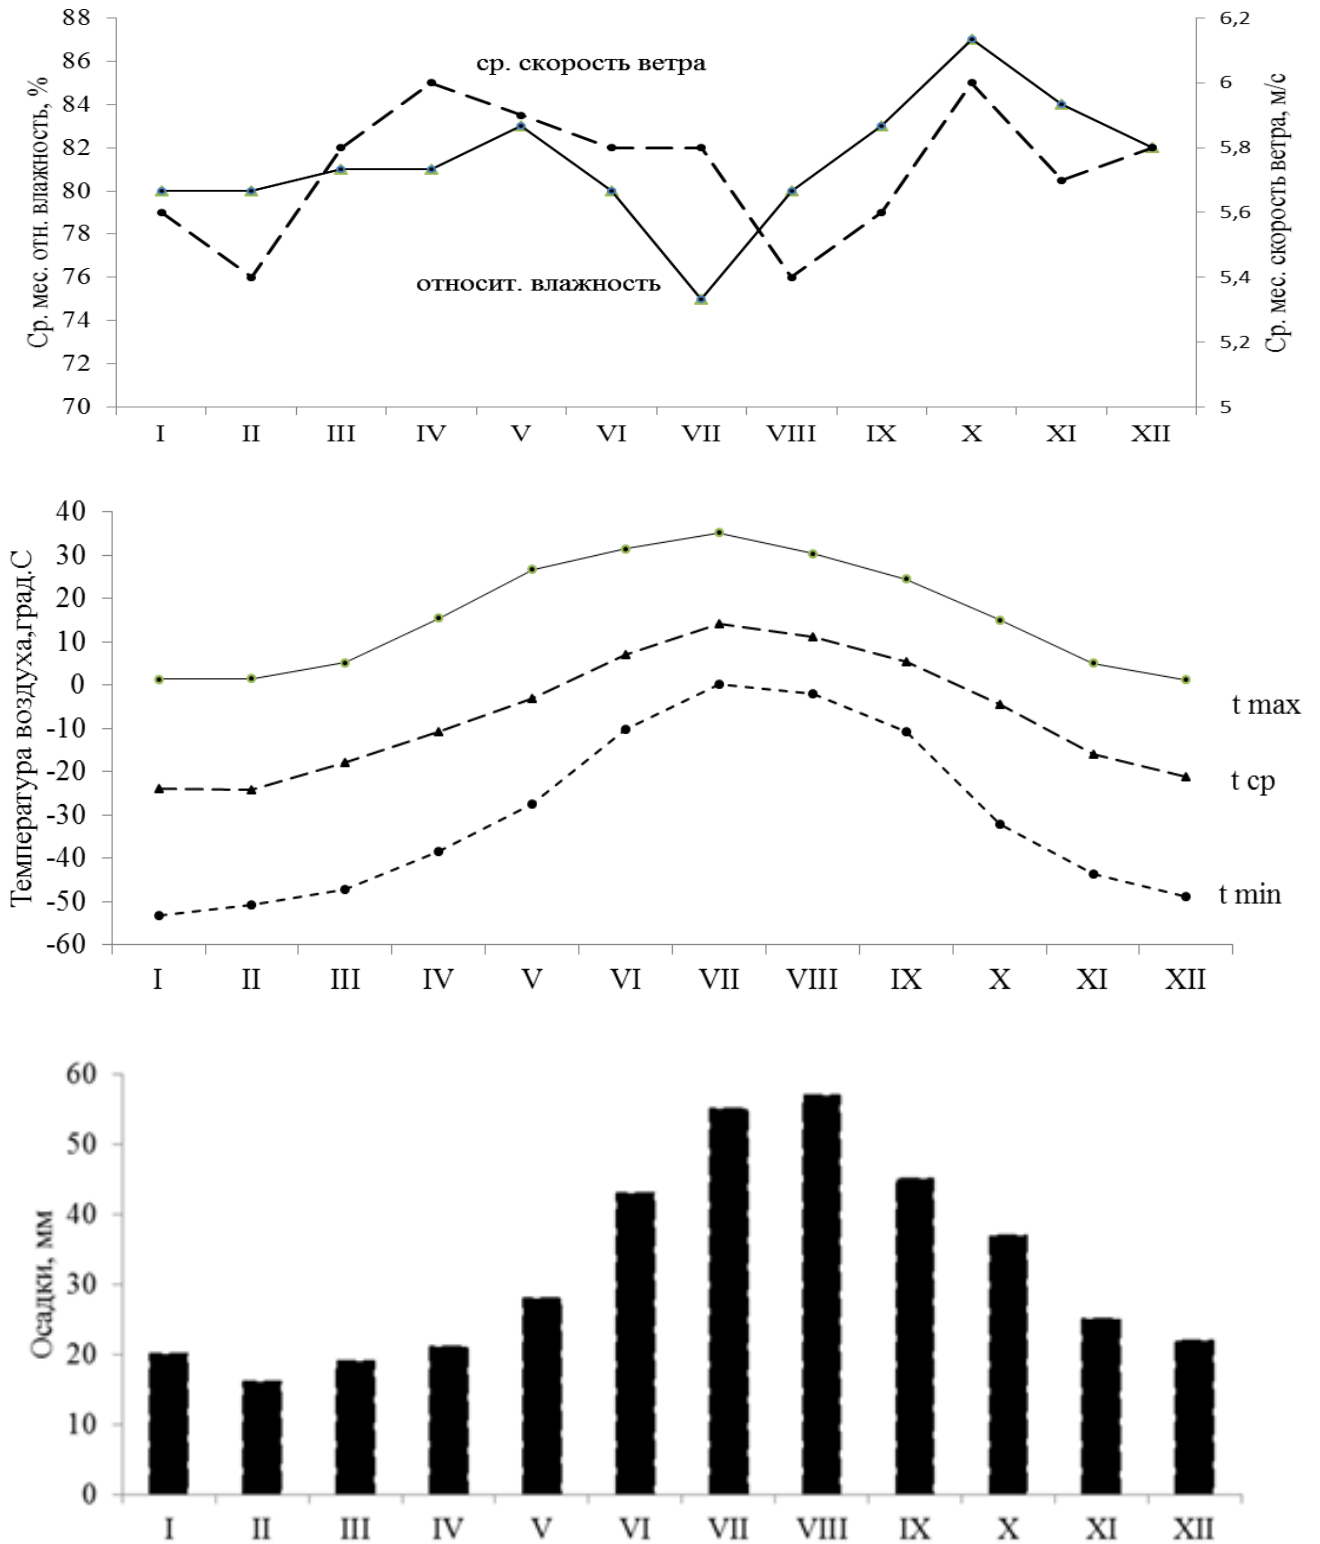 Ср. мес. отн. влажность, %
88
86
84
82
80
78
76
74
72
70
ср. скорость ветра
относит. влажность
6,2
6
5,8
5,6
5,4
5,2
5
Ср. мес. скорость ветра, м/с
I II III IV V VI VII VIII IX X XI XII
Температура воздуха,град.С
40
30
20
10
0
-10
-20
-30
-40
-50
-60
t max
t ср
t min
I II III IV V VI VII VIII IX X XI XII
Осадки, мм
60
50
40
30
20
10
0
I II III IV V VI VII VIII IX X XI XII